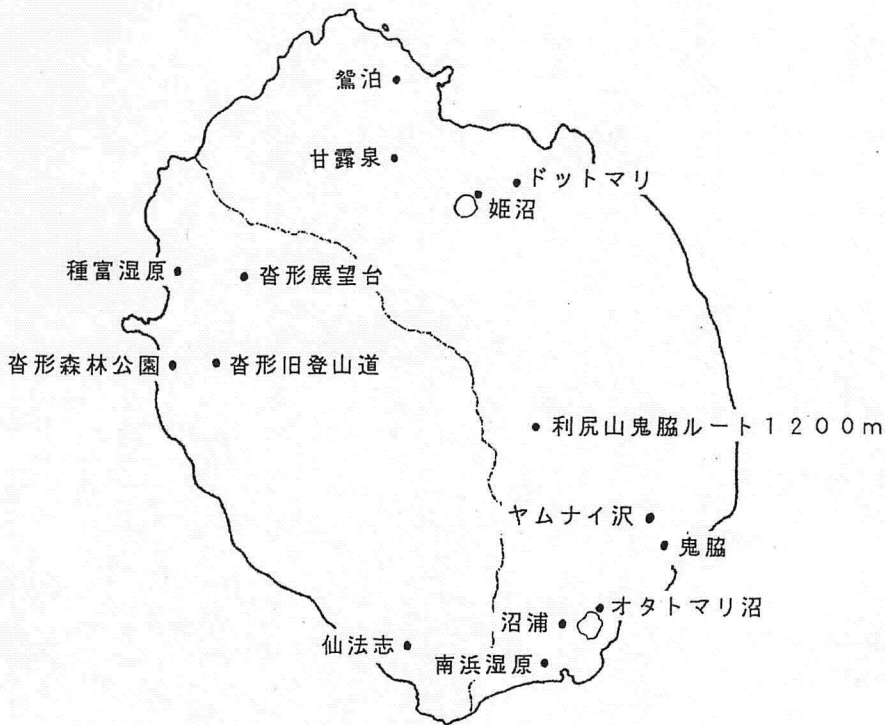 鴛泊
甘露泉
ドットマリ
姫沼
種富湿原
沓形展望台
沓形森林公園
沓形旧登山道
利尻山鬼脇ルート1200m
ヤムナイ沢
鬼脇
オタトマリ沼
沼浦
仙法志
南浜湿原